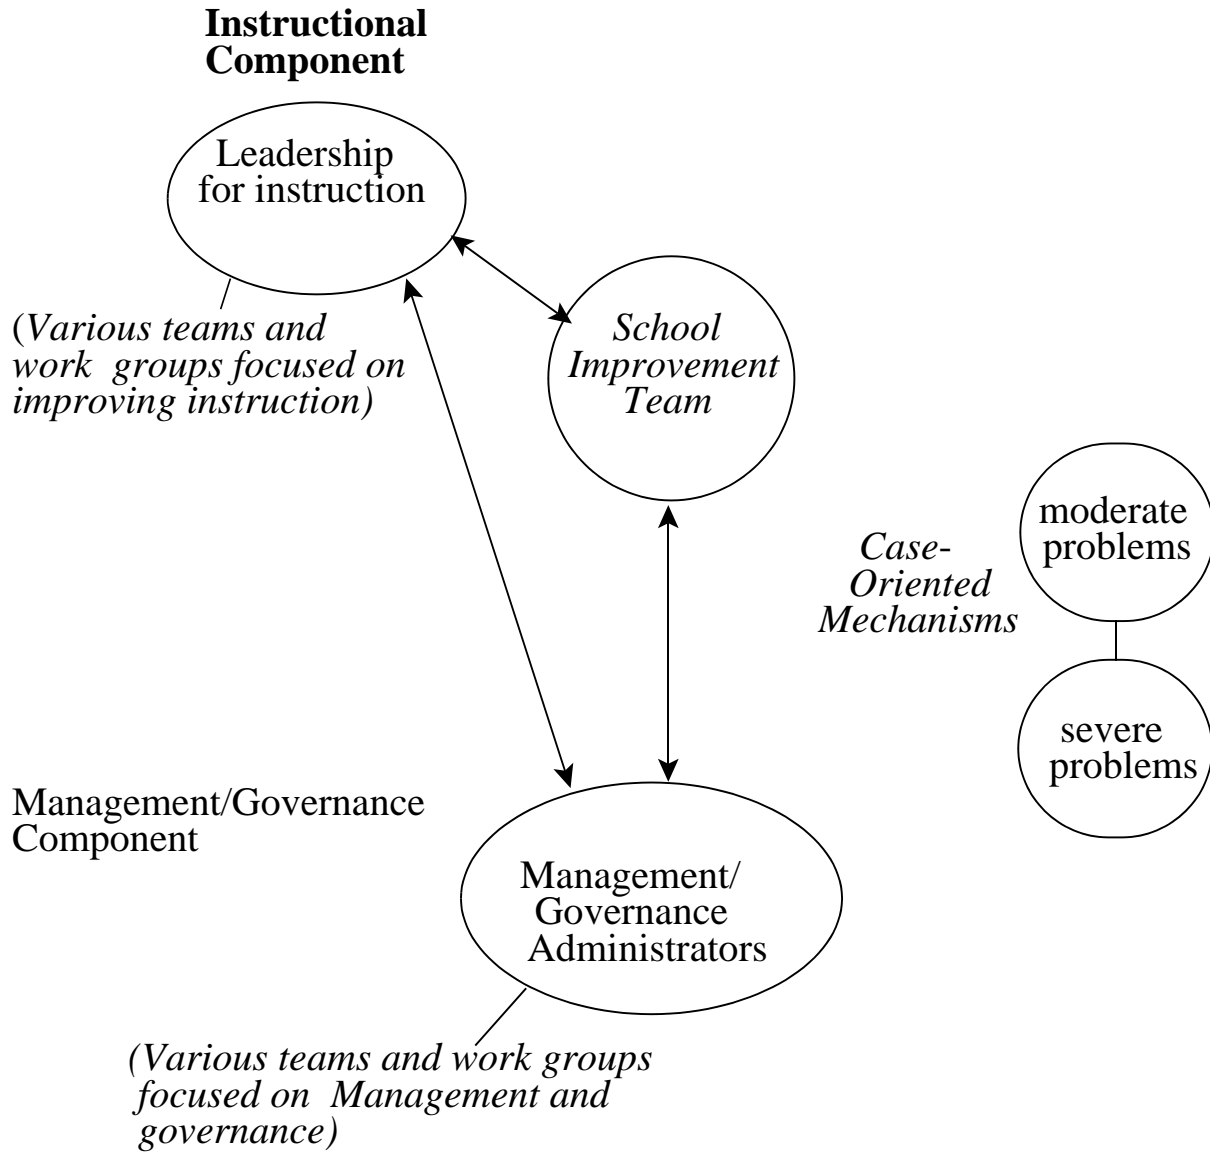 Instructional
Component
Leadership
for instruction
(Various teams and
work groups focused on
improving instruction)
School
Improvement
Team
moderate
problems
Case-
Oriented
Mechanisms
severe
problems
Management/Governance
Component
Management/
Governance
Administrators
(Various teams and work groups
focused on Management and
governance)